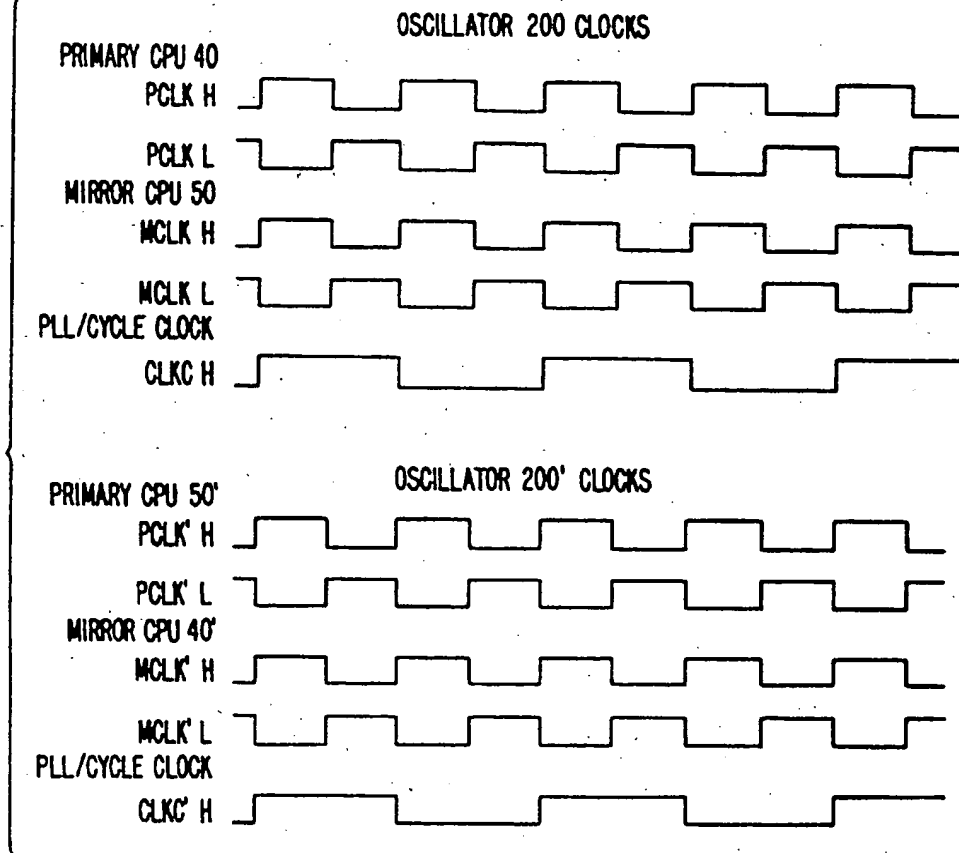 OSCILLATOR 200 CLOCKS
PRIMARY CPU 40
PCLK H
PCLK L
MIRROR CPU 50
MCLK H
MCLK L
PLL/CYCLE CLOCK
CLKC H
OSCILLATOR 200' CLOCKS
PRIMARY CPU 50'
PCLK' H
PCLK' L
MIRROR CPU 40'
MCLK' H
MCLK' L
PLL/CYCLE CLOCK
CLKC' H